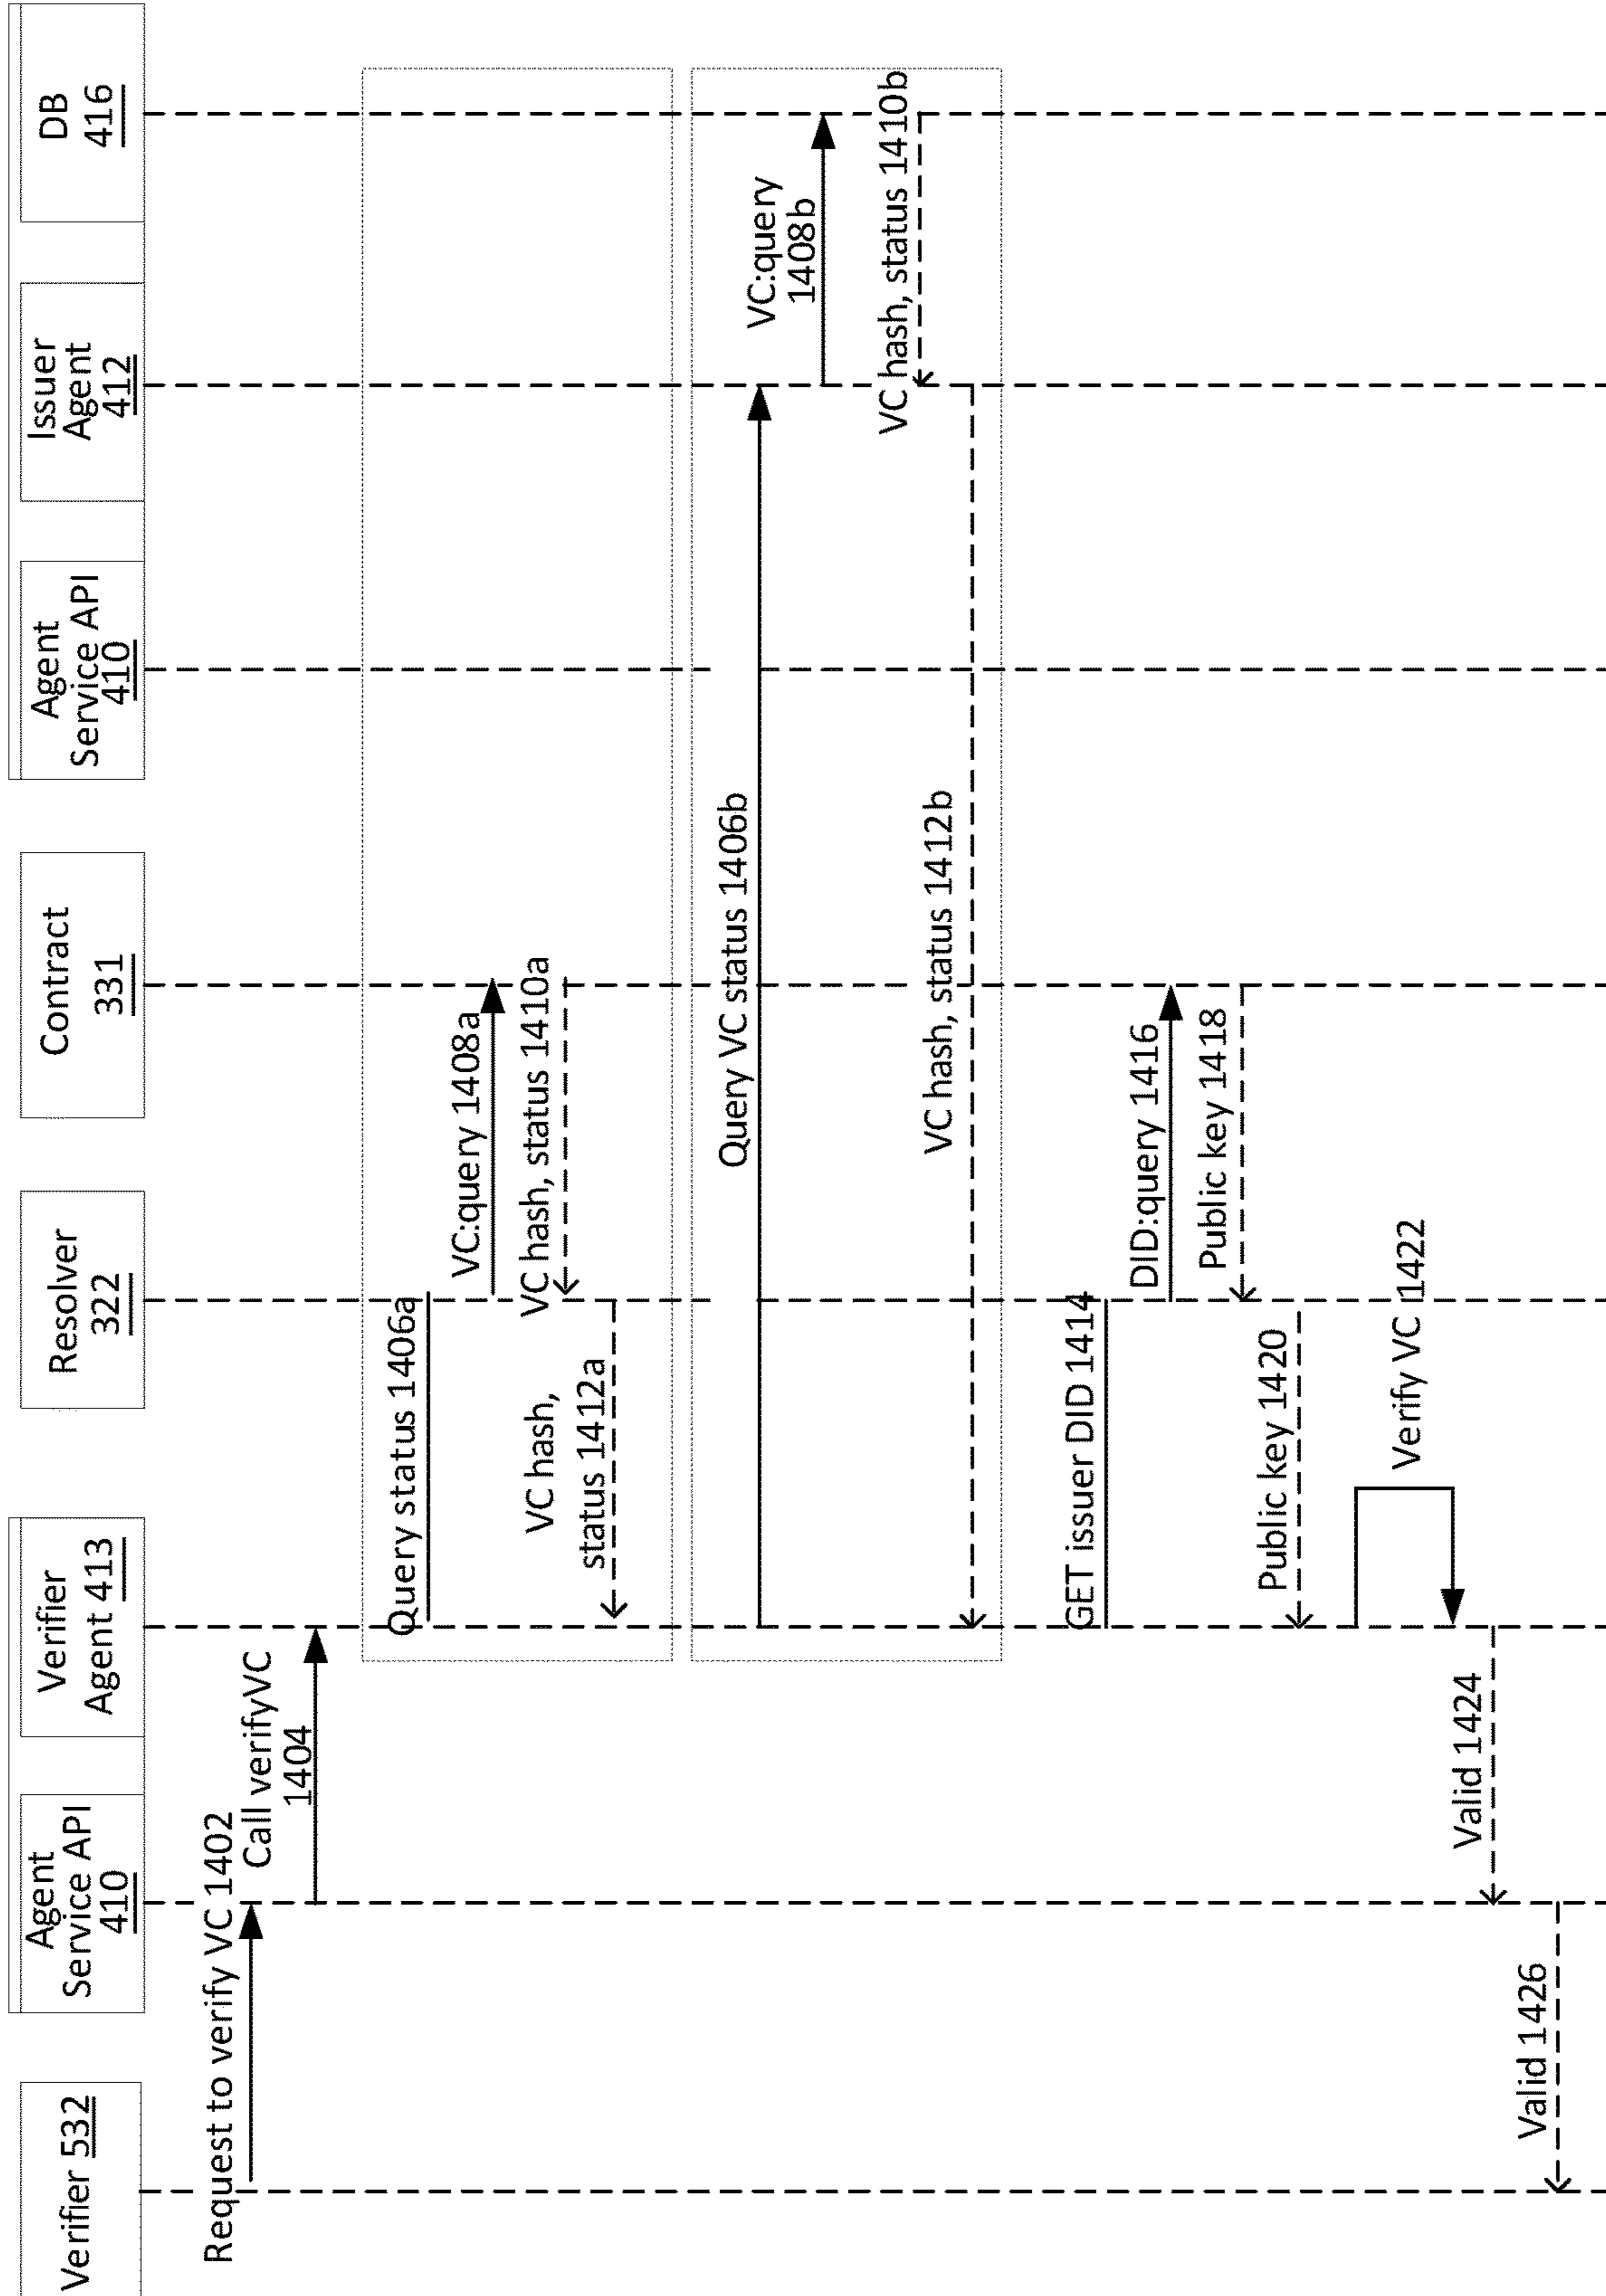 Verifier 532
Agent
Service API
410
Verifier
Agent 413
Resolver
322
Contract
331
Agent
Service API
410
Issuer
Agent
412
DB
416
Request to verify VC 1402
Call verifyVC
1404
Query status 1406a
VC:query 1408a
VC hash, status 1410a
VC hash,
status 1412a
Query VC status 1406b
VC:query
1408b
VC hash, status 1410b
VC hash, status 1412b
GET issuer DID 1414
DID:query 1416
Public key 1418
Public key 1420
Verify VC 1422
Valid 1424
Valid 1426